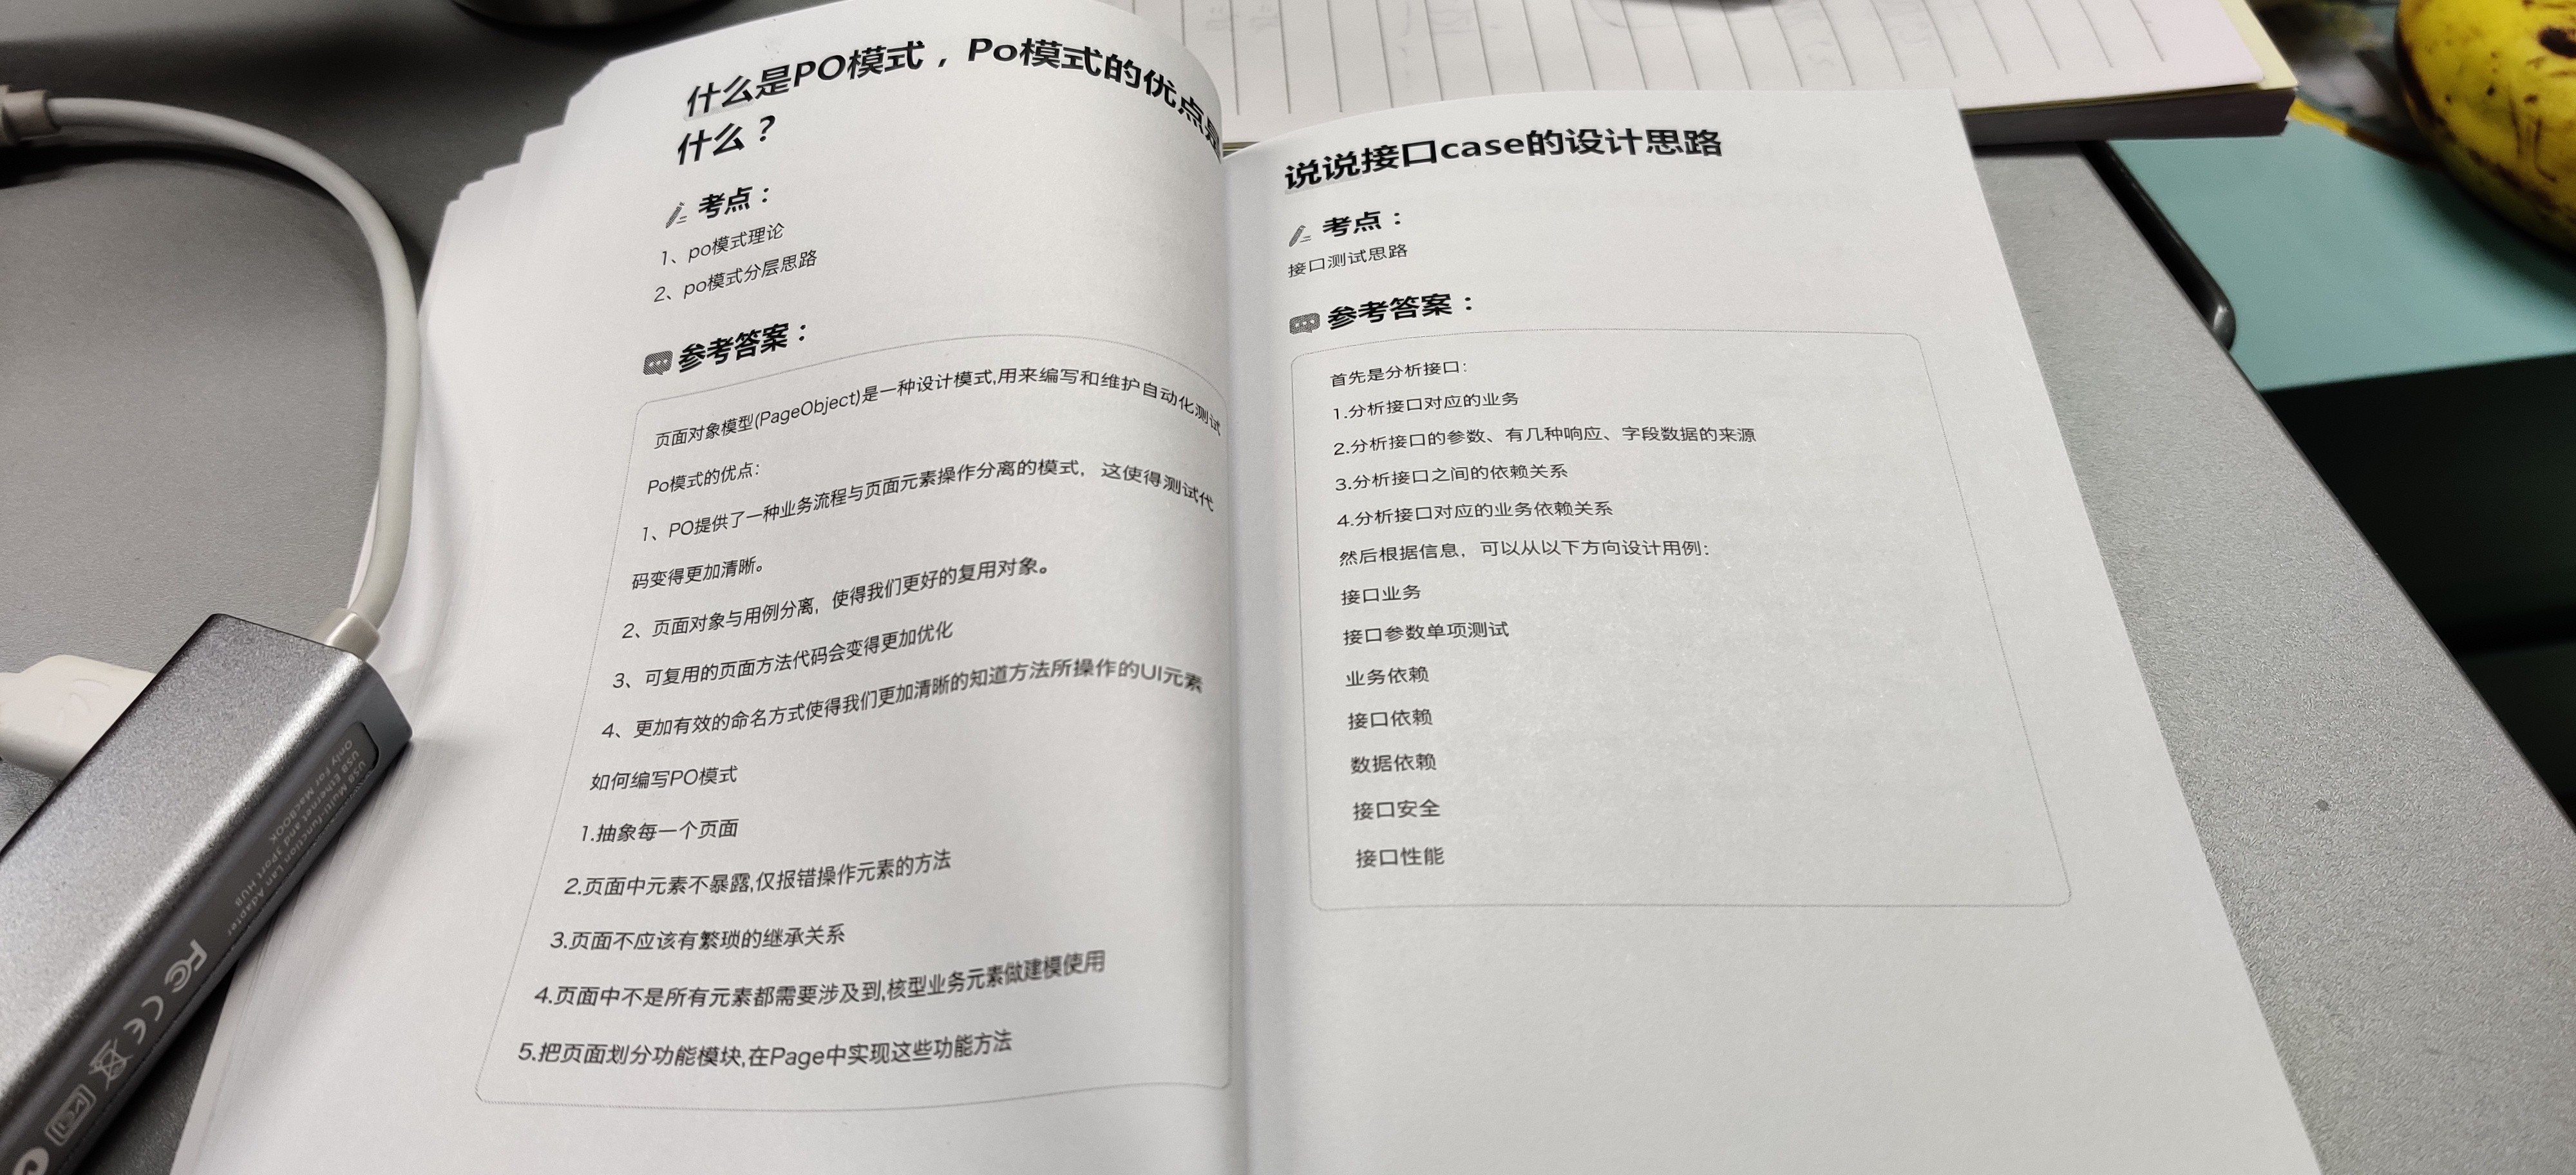 什么是PO模式，Po模式的优点是
什么？
考点：
1、po模式理论
2、po模式分层思路
参考答案：
页面对象模型(PageObject)是一种设计模式,用来编写和维护自动化测试
Po模式的优点：
1、PO提供了一种业务流程与页面元素操作分离的模式，这使得测试代
码变得更加清晰。
2、页面对象与用例分离，使得我们更好的复用对象。
3、可复用的页面方法代码会变得更加优化
4、更加有效的命名方式使得我们更加清晰的知道方法所操作的UI元素
如何编写PO模式
1.抽象每一个页面
2.页面中元素不暴露,仅报错操作元素的方法
3.页面不应该有繁琐的继承关系
4.页面中不是所有元素都需要涉及到,核型业务元素做建模使用
5.把页面划分功能模块,在Page中实现这些功能方法
说说接口case的设计思路
考点：
接口测试思路
参考答案：
首先是分析接口：
1.分析接口对应的业务
2.分析接口的参数、有几种响应、字段数据的来源
3.分析接口之间的依赖关系
4.分析接口对应的业务依赖关系
然后根据信息，可以从以下方向设计用例：
接口业务
接口参数单项测试
业务依赖
接口依赖
数据依赖
接口安全
接口性能
USB Multi-function Lan Adapter
USB Ethernet and 3Port HUB
Only For MacBOOK
FC CE